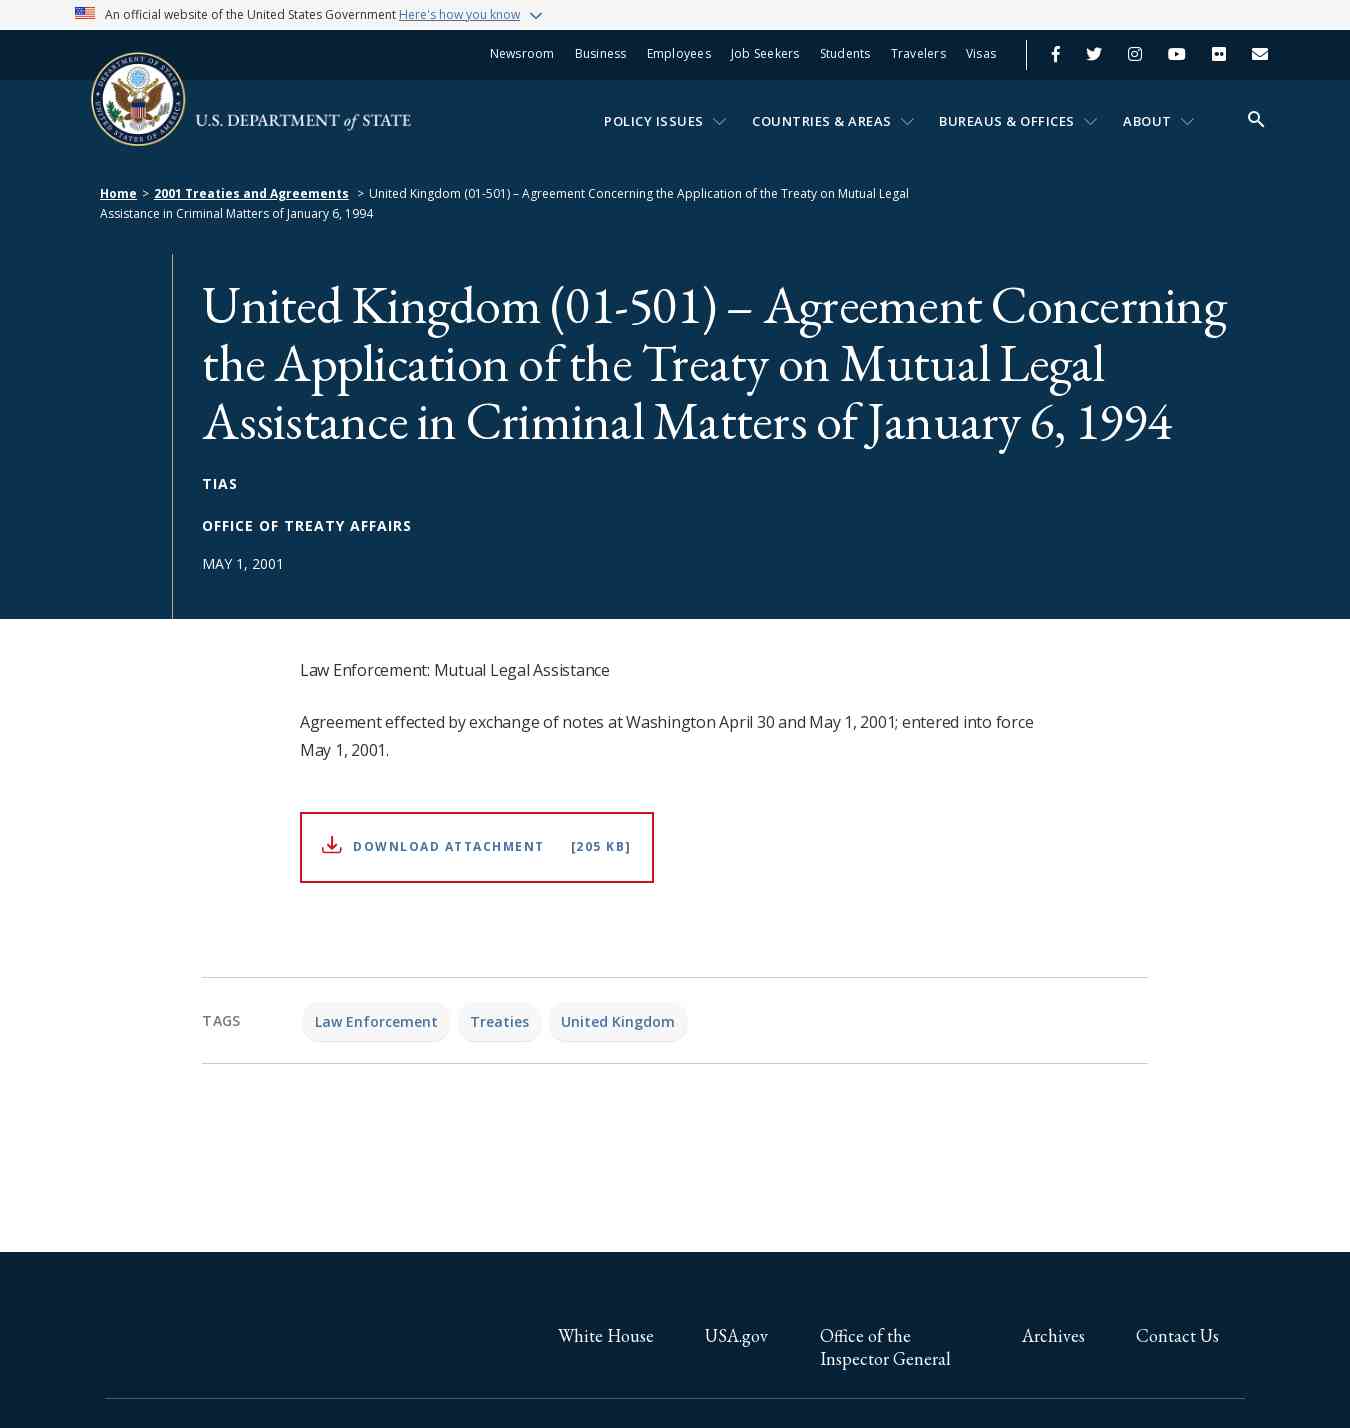 An official website of the United States Government Here's how you know
Newsroom Business Employees Job Seekers Students Travelers Visas
U.S. DEPARTMENT of STATE
POLICY ISSUES COUNTRIES & AREAS BUREAUS & OFFICES ABOUT
Home > 2001 Treaties and Agreements > United Kingdom (01-501) – Agreement Concerning the Application of the Treaty on Mutual Legal
Assistance in Criminal Matters of January 6, 1994
United Kingdom (01-501) – Agreement Concerning
the Application of the Treaty on Mutual Legal
Assistance in Criminal Matters of January 6, 1994
TIAS
OFFICE OF TREATY AFFAIRS
MAY 1, 2001
Law Enforcement: Mutual Legal Assistance
Agreement effected by exchange of notes at Washington April 30 and May 1, 2001; entered into force
May 1, 2001.
DOWNLOAD ATTACHMENT [205 KB]
TAGS Law Enforcement Treaties United Kingdom
White House USA.gov Office of the Archives Contact Us
Inspector General